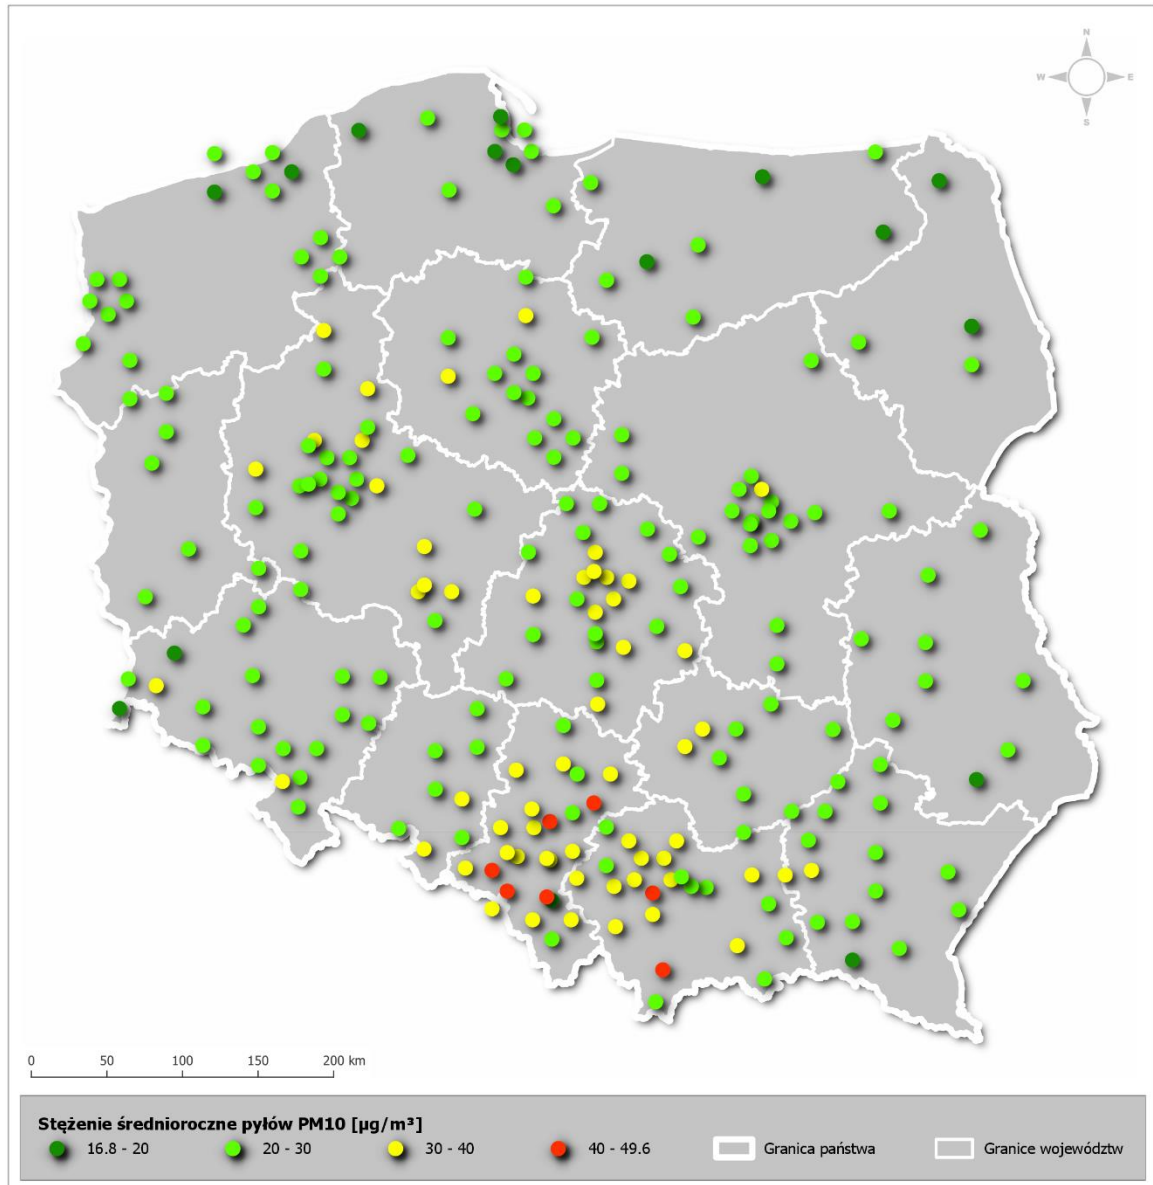 N
W E
S
0 50 100 150 200 km
Stężenie średnioroczne pyłów PM10 [µg/m³]
16.8 - 20 20 - 30 30 - 40 40 - 49.6 Granica państwa Granice województw